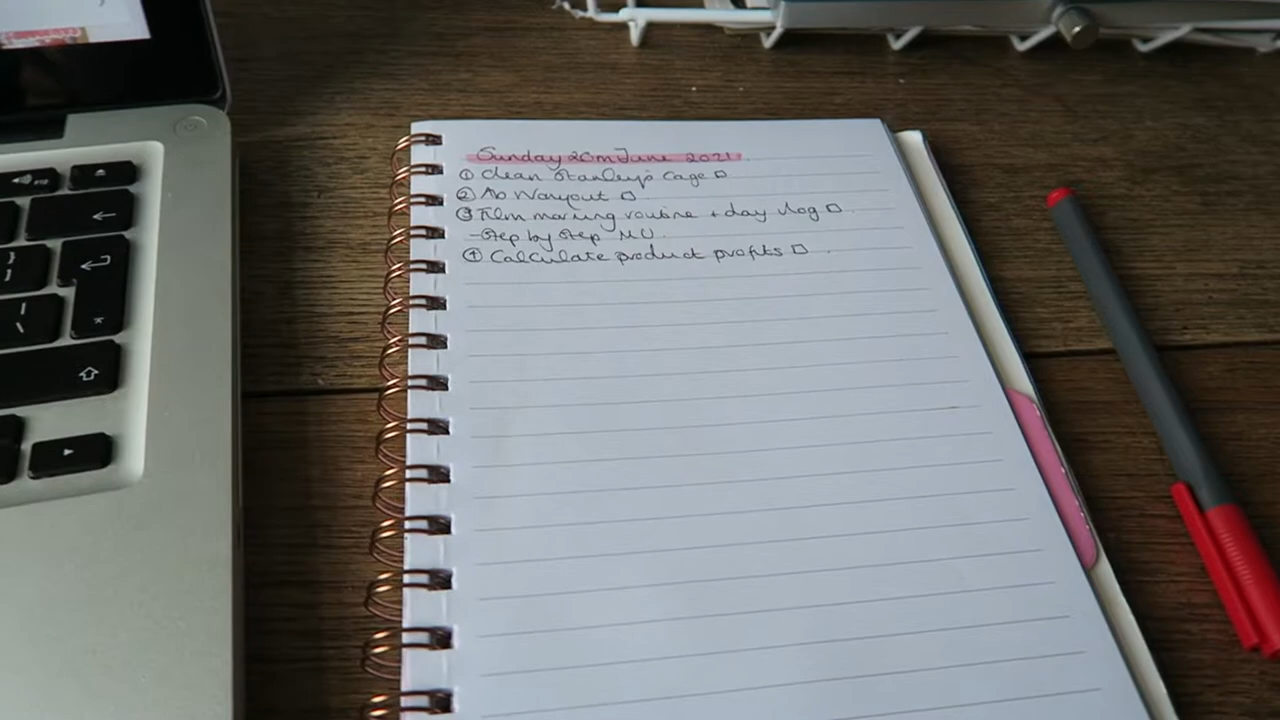 Sunday 20th June 2021
① Clean Stanley's Cage □
② Ab Workout □
③ Film morning routine + day vlog □
- Step by Step MU
④ Calculate product profits □